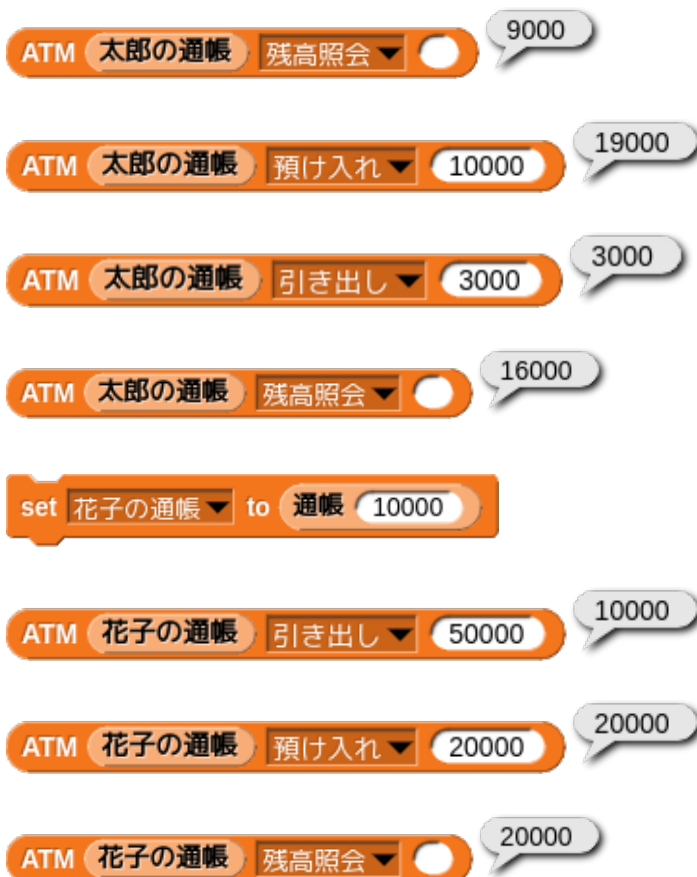 ATM 太郎の通帳 残高照会 9000
ATM 太郎の通帳 預け入れ 10000 19000
ATM 太郎の通帳 引き出し 3000 3000
ATM 太郎の通帳 残高照会 16000
set 花子の通帳 to 通帳 10000
ATM 花子の通帳 引き出し 50000 10000
ATM 花子の通帳 預け入れ 20000 20000
ATM 花子の通帳 残高照会 20000